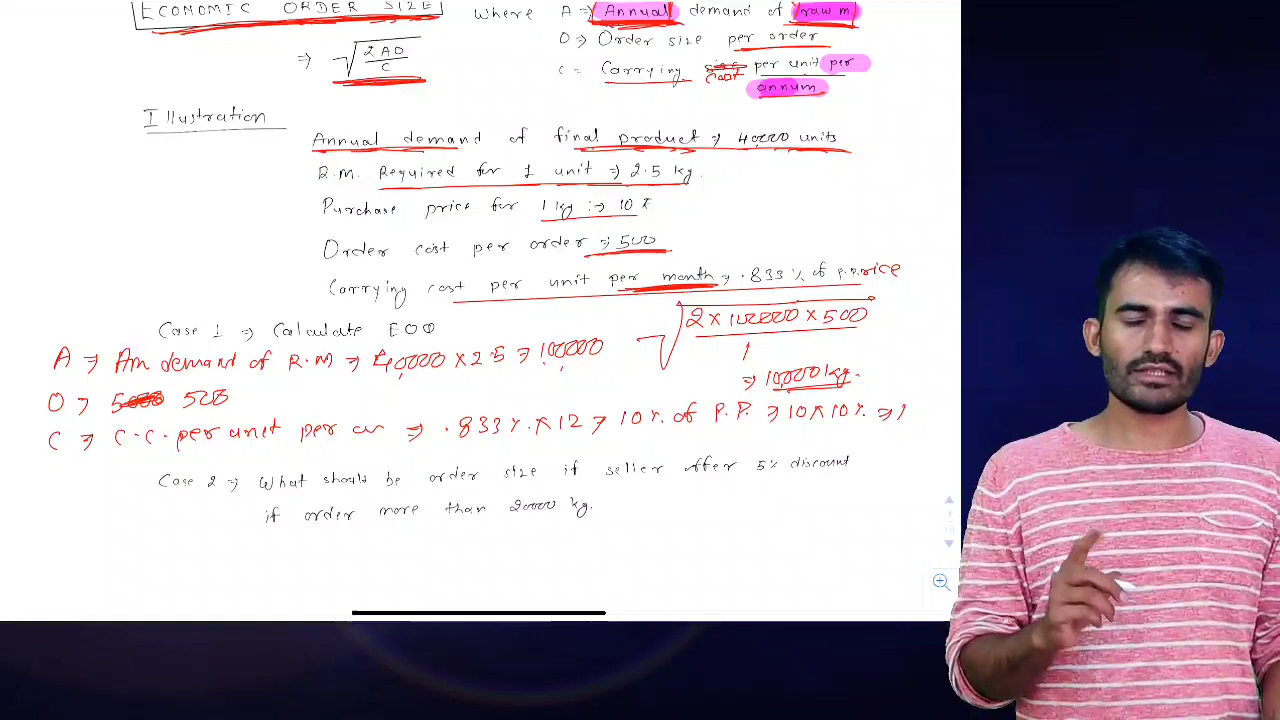 ECONOMIC ORDER SIZE where A => Annual demand of raw m
=> √2AO/C O => Order size per order
C = Carrying cost per unit per annum
Illustration
Annual demand of final product => 40000 units
R.M. Required for 1 unit => 2.5 kg.
Purchase price for 1 kg :-> 10 ₹
Order cost per order => 500
Carrying cost per unit per month => .833 % of P.Price
Case 1 => Calculate EOQ √2 x 100000 x 500 / 1
A => An demand of R.M => 40000 x 2.5 => 100000 => 10000 kg.
O => 500
C => C.C. per unit per an => .833 % x 12 => 10 % of P.P. => 10 x 10 % => 1
Case 2 => What should be order size if seller offer 5% discount
if order more than 20000 kg.